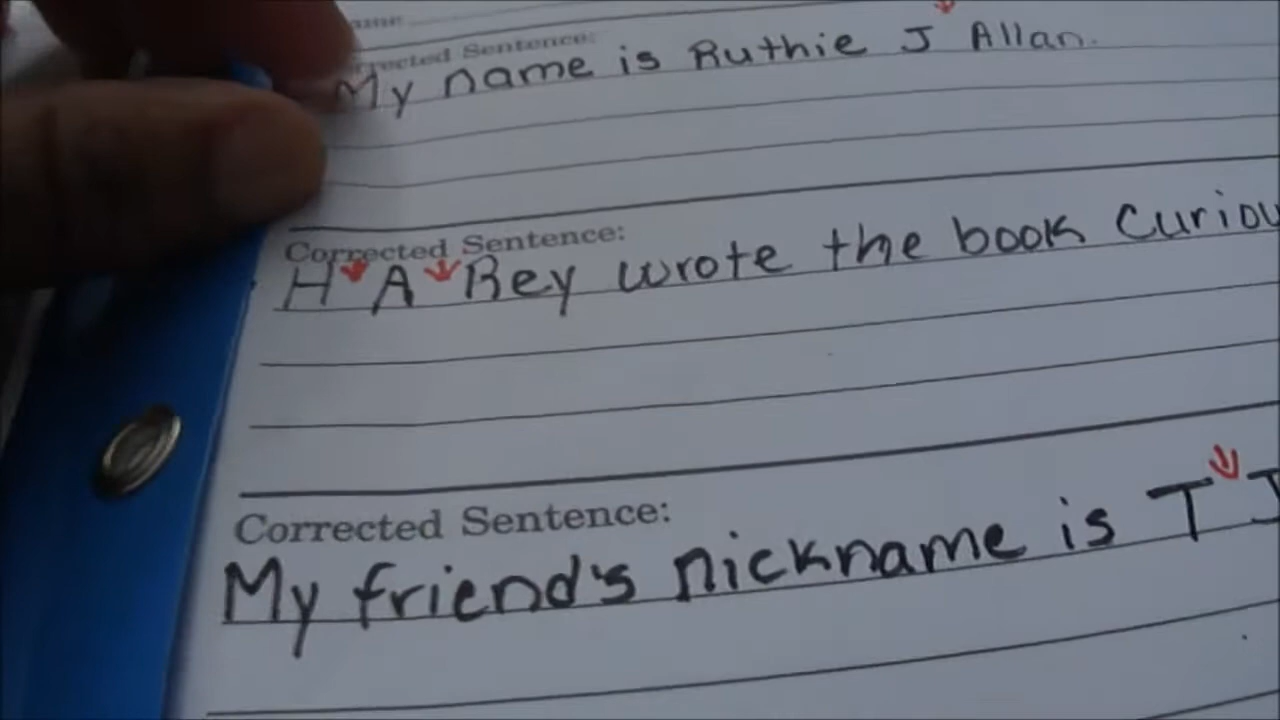 Corrected Sentence:
My name is Ruthie J Allan.
Corrected Sentence:
H A Rey wrote the book Curiou
Corrected Sentence:
My friend's nickname is T J